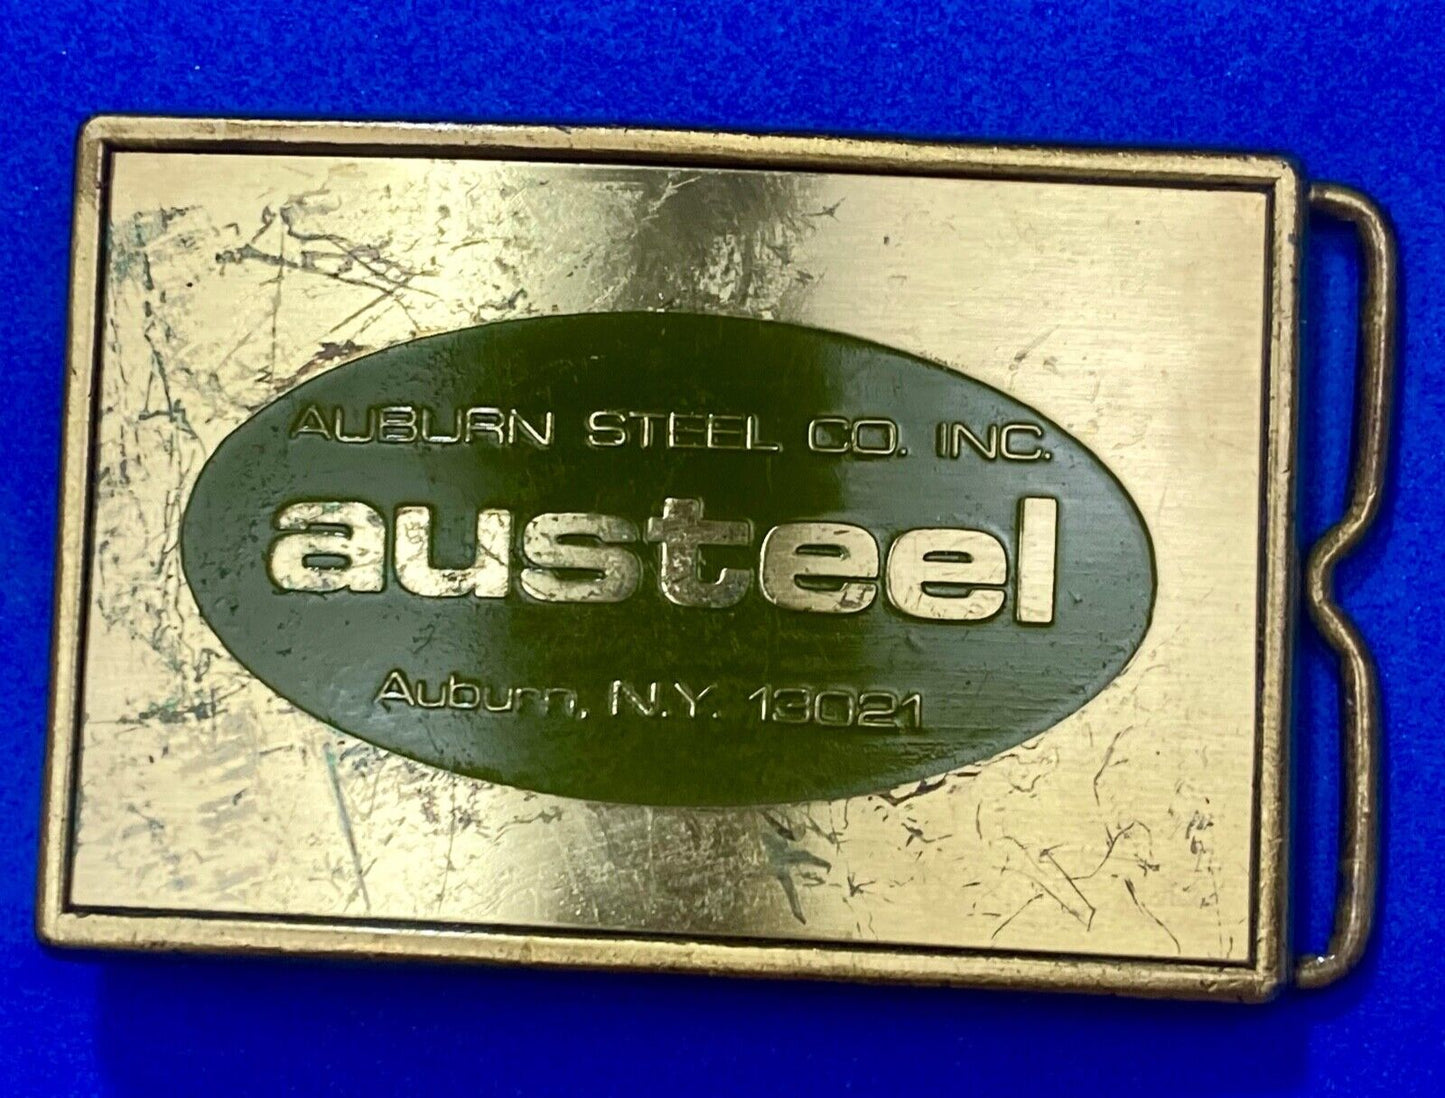 AUBURN STEEL CO. INC.
austeel
Auburn, N.Y. 13021